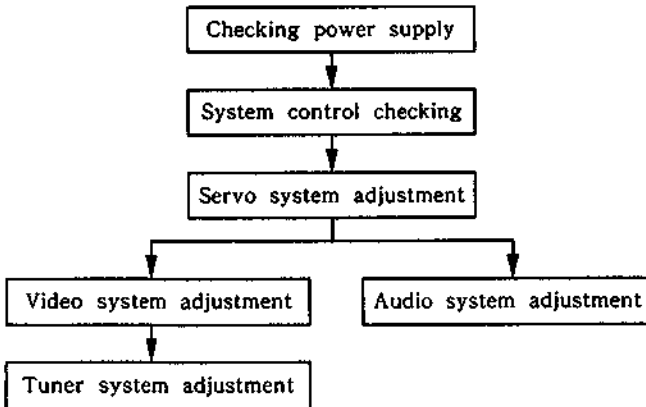 Checking power supply
System control checking
Servo system adjustment
Video system adjustment
Audio system adjustment
Tuner system adjustment